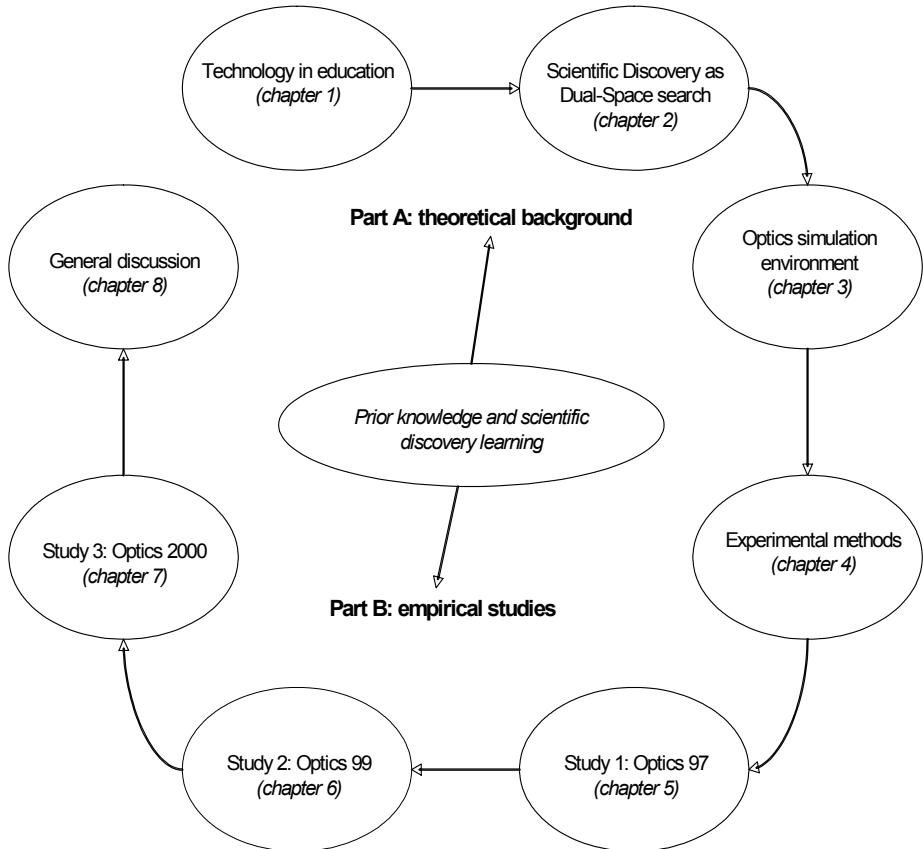 Technology in education
(chapter 1)
Scientific Discovery as
Dual-Space search
(chapter 2)
Part A: theoretical background
Optics simulation
environment
(chapter 3)
General discussion
(chapter 8)
Prior knowledge and scientific
discovery learning
Experimental methods
(chapter 4)
Study 3: Optics 2000
(chapter 7)
Part B: empirical studies
Study 2: Optics 99
(chapter 6)
Study 1: Optics 97
(chapter 5)